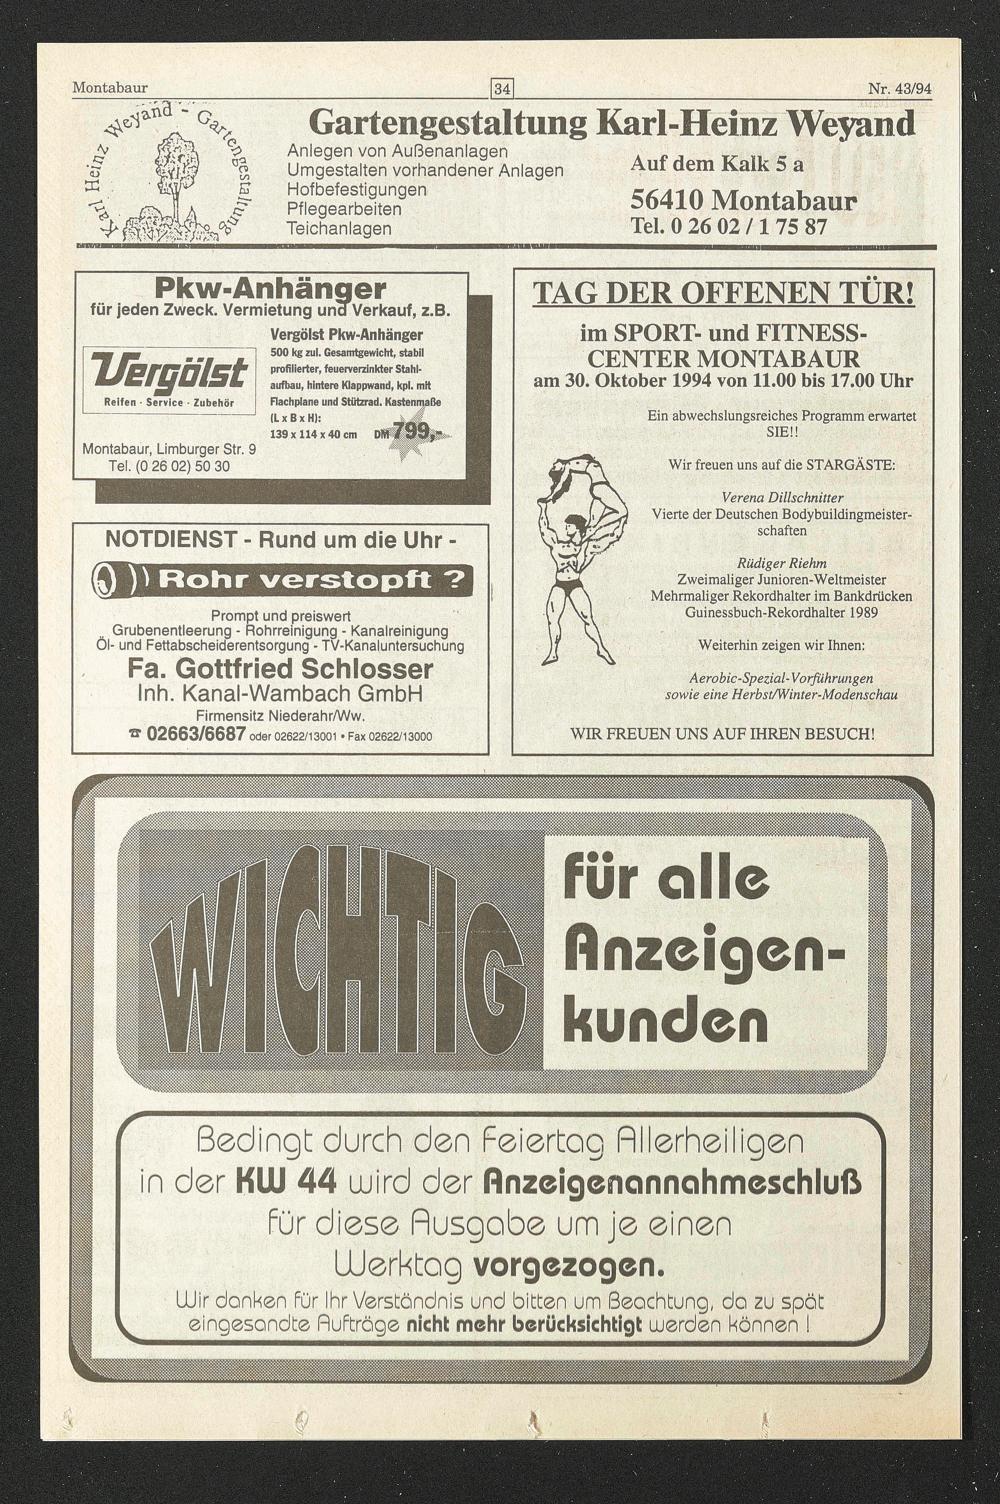 Montabaur
34
Nr. 43/94
Karl Heinz Weyand - Gartengestaltung
Gartengestaltung Karl-Heinz Weyand
Anlegen von Außenanlagen
Umgestalten vorhandener Anlagen
Hofbefestigungen
Pflegearbeiten
Teichanlagen
Auf dem Kalk 5 a
56410 Montabaur
Tel. 0 26 02 / 1 75 87
Pkw-Anhänger
für jeden Zweck. Vermietung und Verkauf, z.B.
Vergölst
Reifen - Service - Zubehör
Montabaur, Limburger Str. 9
Tel. (0 26 02) 50 30
Vergölst Pkw-Anhänger
500 kg zul. Gesamtgewicht, stabil
profilierter, feuerverzinkter Stahl-
aufbau, hintere Klappwand, kpl. mit
Flachplane und Stützrad. Kastenmaße
(L x B x H):
139 x 114 x 40 cm DM 799,-
NOTDIENST - Rund um die Uhr -
Rohr verstopft ?
Prompt und preiswert
Grubenentleerung - Rohrreinigung - Kanalreinigung
Öl- und Fettabscheiderentsorgung - TV-Kanaluntersuchung
Fa. Gottfried Schlosser
Inh. Kanal-Wambach GmbH
Firmensitz Niederahr/Ww.
☎ 02663/6687 oder 02622/13001 • Fax 02622/13000
TAG DER OFFENEN TÜR!
im SPORT- und FITNESS-
CENTER MONTABAUR
am 30. Oktober 1994 von 11.00 bis 17.00 Uhr
Ein abwechslungsreiches Programm erwartet
SIE!!
Wir freuen uns auf die STARGÄSTE:
Verena Dillschnitter
Vierte der Deutschen Bodybuildingmeister-
schaften
Rüdiger Riehm
Zweimaliger Junioren-Weltmeister
Mehrmaliger Rekordhalter im Bankdrücken
Guinessbuch-Rekordhalter 1989
Weiterhin zeigen wir Ihnen:
Aerobic-Spezial-Vorführungen
sowie eine Herbst/Winter-Modenschau
WIR FREUEN UNS AUF IHREN BESUCH!
WICHTIG
für alle
Anzeigen-
kunden
Bedingt durch den Feiertag Allerheiligen
in der KW 44 wird der Anzeigenannahmeschluß
für diese Ausgabe um je einen
Werktag vorgezogen.
Wir danken für Ihr Verständnis und bitten um Beachtung, da zu spät
eingesandte Aufträge nicht mehr berücksichtigt werden können !